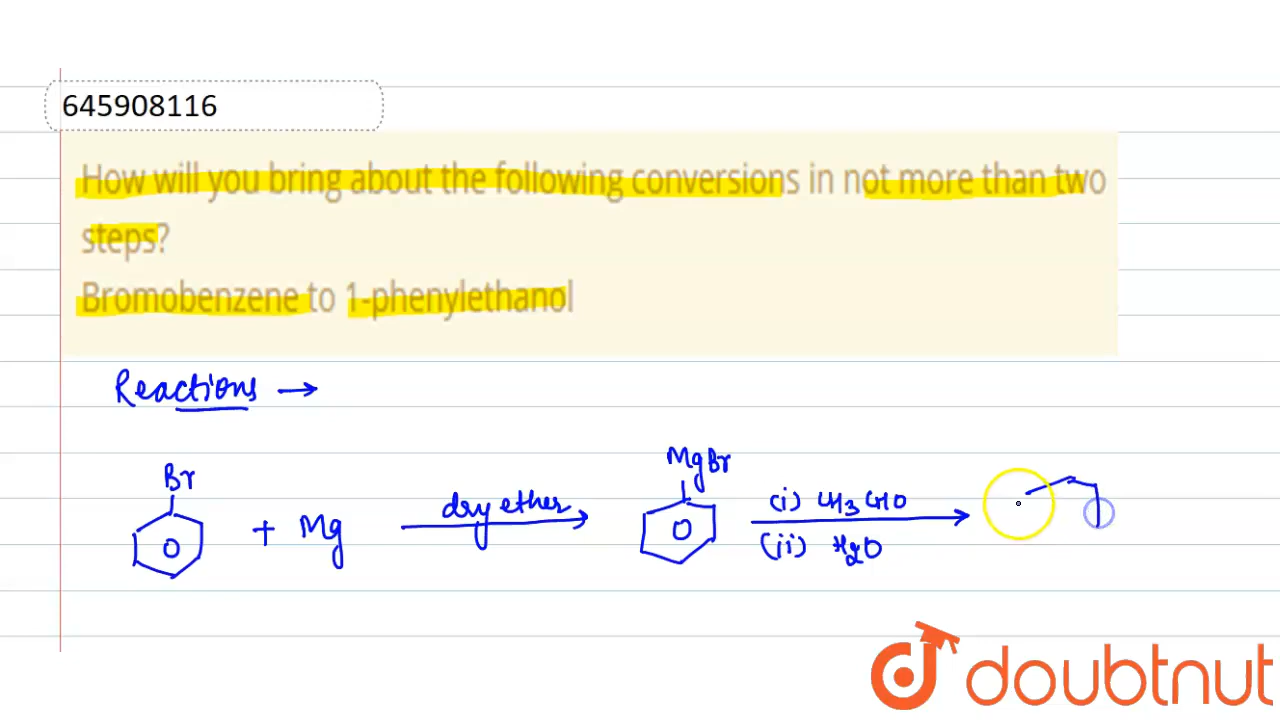 645908116
How will you bring about the following conversions in not more than two
steps?
Bromobenzene to 1-phenylethanol
Reactions →
Br
+ Mg
dry ether
MgBr
(i) CH3CHO
(ii) H2O
doubtnut